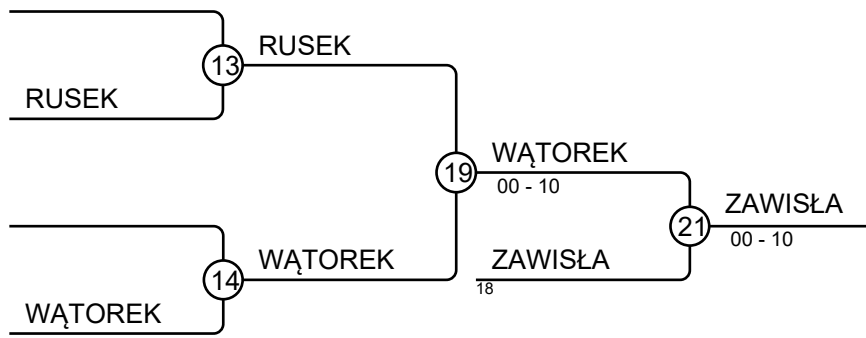 RUSEK
13
RUSEK
19
WĄTOREK
00 - 10
21
ZAWISŁA
00 - 10
ZAWISŁA
18
14
WĄTOREK
WĄTOREK